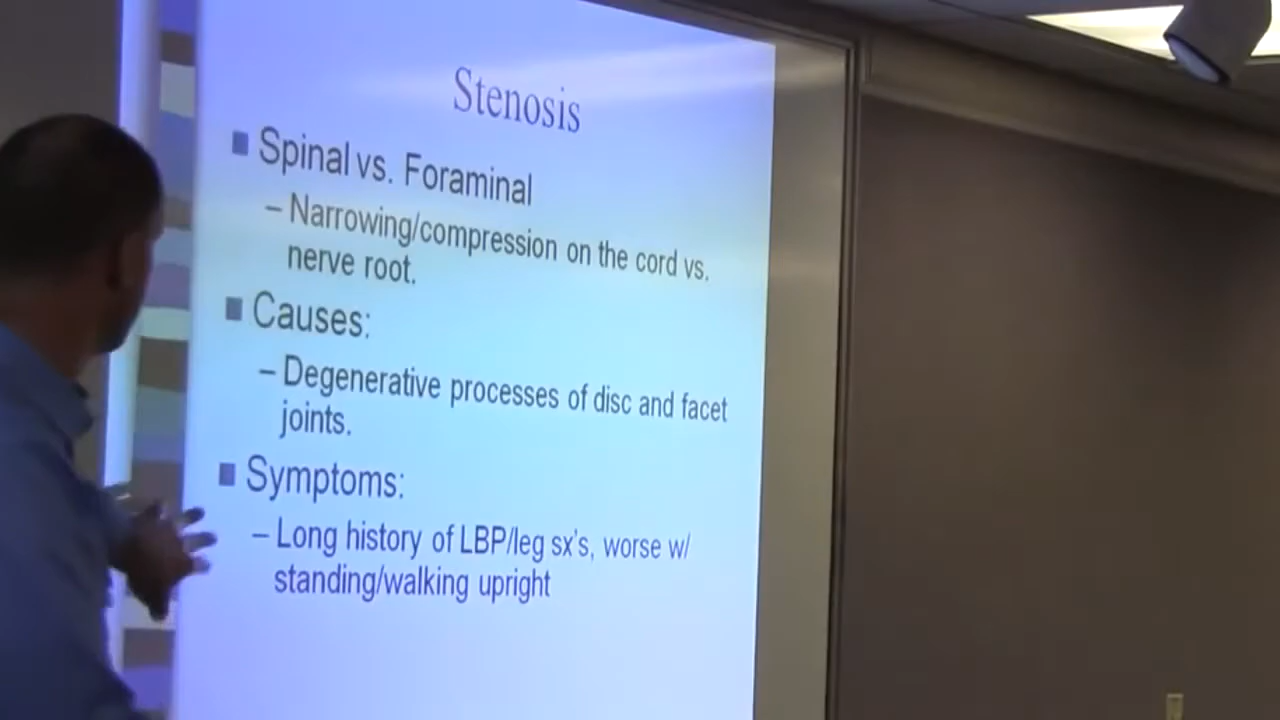 Stenosis
■ Spinal vs. Foraminal
– Narrowing/compression on the cord vs.
nerve root.
■ Causes:
– Degenerative processes of disc and facet
joints.
■ Symptoms:
– Long history of LBP/leg sx's, worse w/
standing/walking upright